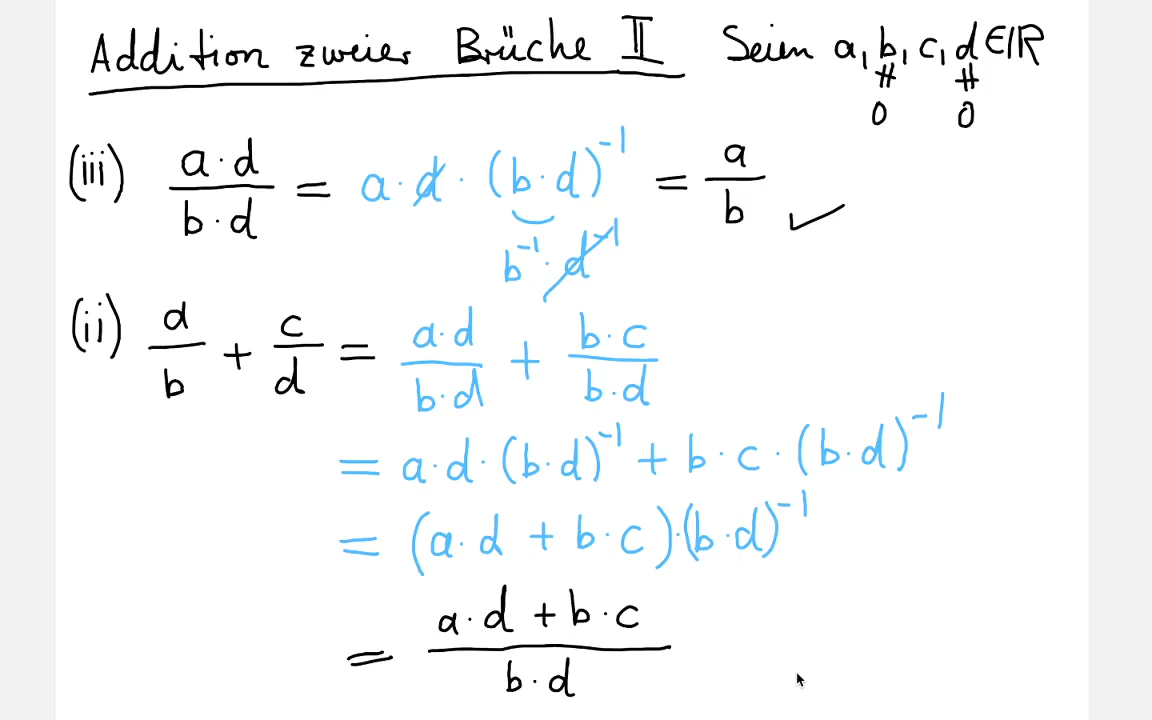 Addition zweier Brüche II Seien a, b, c, d ∈ ℝ
≠ ≠
0 0
(iii) a·d / b·d = a·d·(b·d)⁻¹ = a / b ✓
b⁻¹·d⁻¹
(ii) a / b + c / d = a·d / b·d + b·c / b·d
= a·d·(b·d)⁻¹ + b·c·(b·d)⁻¹
= (a·d + b·c)·(b·d)⁻¹
= a·d + b·c / b·d